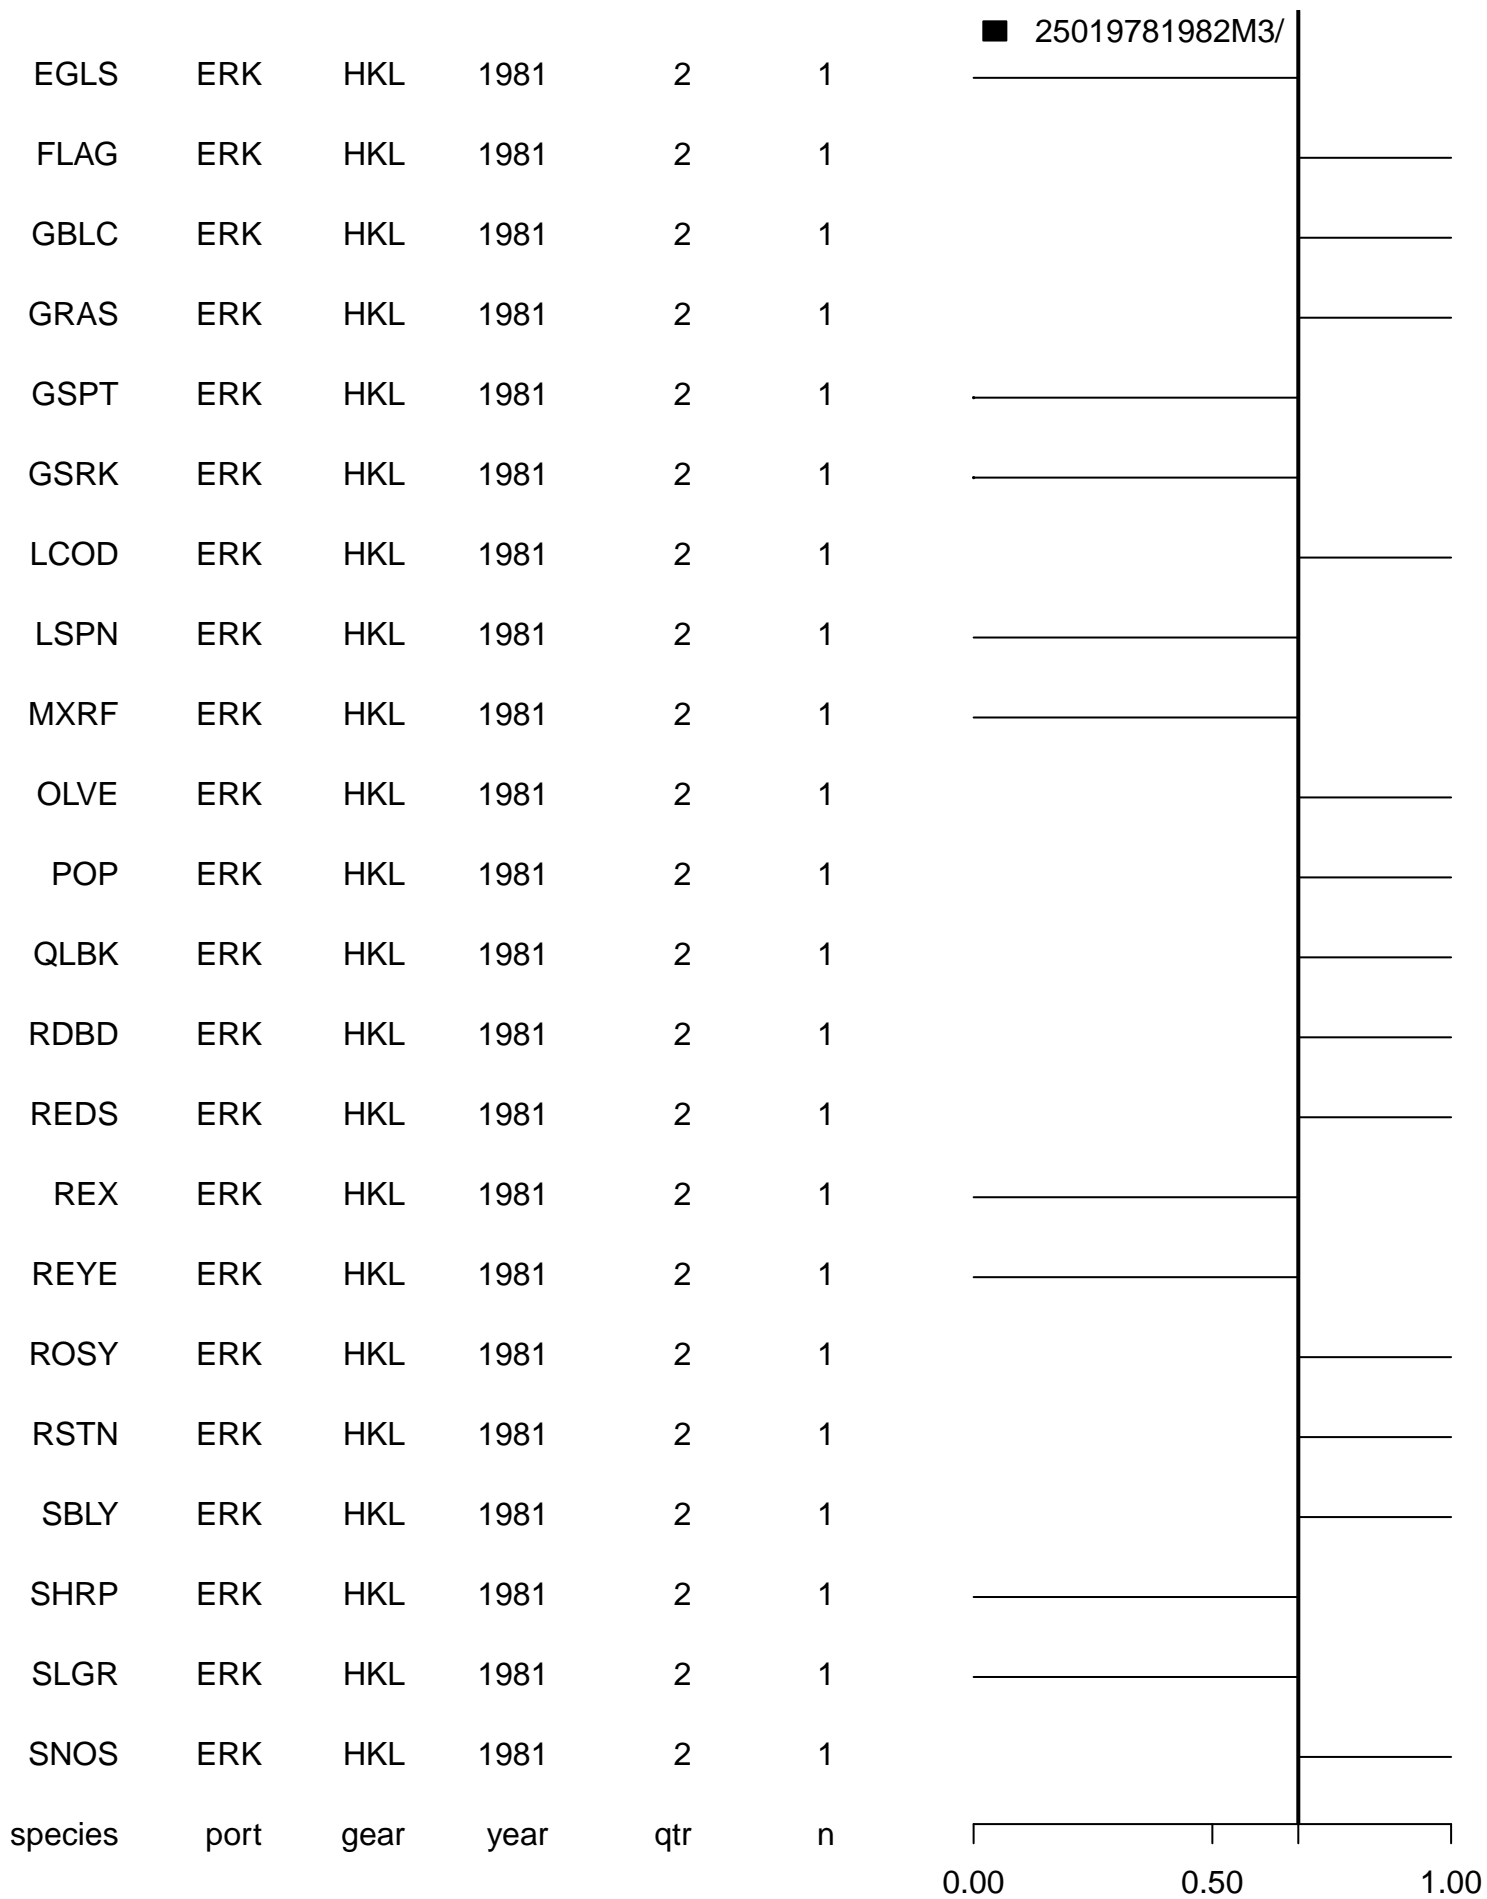 25019781982M3/
EGLS ERK HKL 1981 2 1
FLAG ERK HKL 1981 2 1
GBLC ERK HKL 1981 2 1
GRAS ERK HKL 1981 2 1
GSPT ERK HKL 1981 2 1
GSRK ERK HKL 1981 2 1
LCOD ERK HKL 1981 2 1
LSPN ERK HKL 1981 2 1
MXRF ERK HKL 1981 2 1
OLVE ERK HKL 1981 2 1
POP ERK HKL 1981 2 1
QLBK ERK HKL 1981 2 1
RDBD ERK HKL 1981 2 1
REDS ERK HKL 1981 2 1
REX ERK HKL 1981 2 1
REYE ERK HKL 1981 2 1
ROSY ERK HKL 1981 2 1
RSTN ERK HKL 1981 2 1
SBLY ERK HKL 1981 2 1
SHRP ERK HKL 1981 2 1
SLGR ERK HKL 1981 2 1
SNOS ERK HKL 1981 2 1
species port gear year qtr n
0.00 0.50 1.00